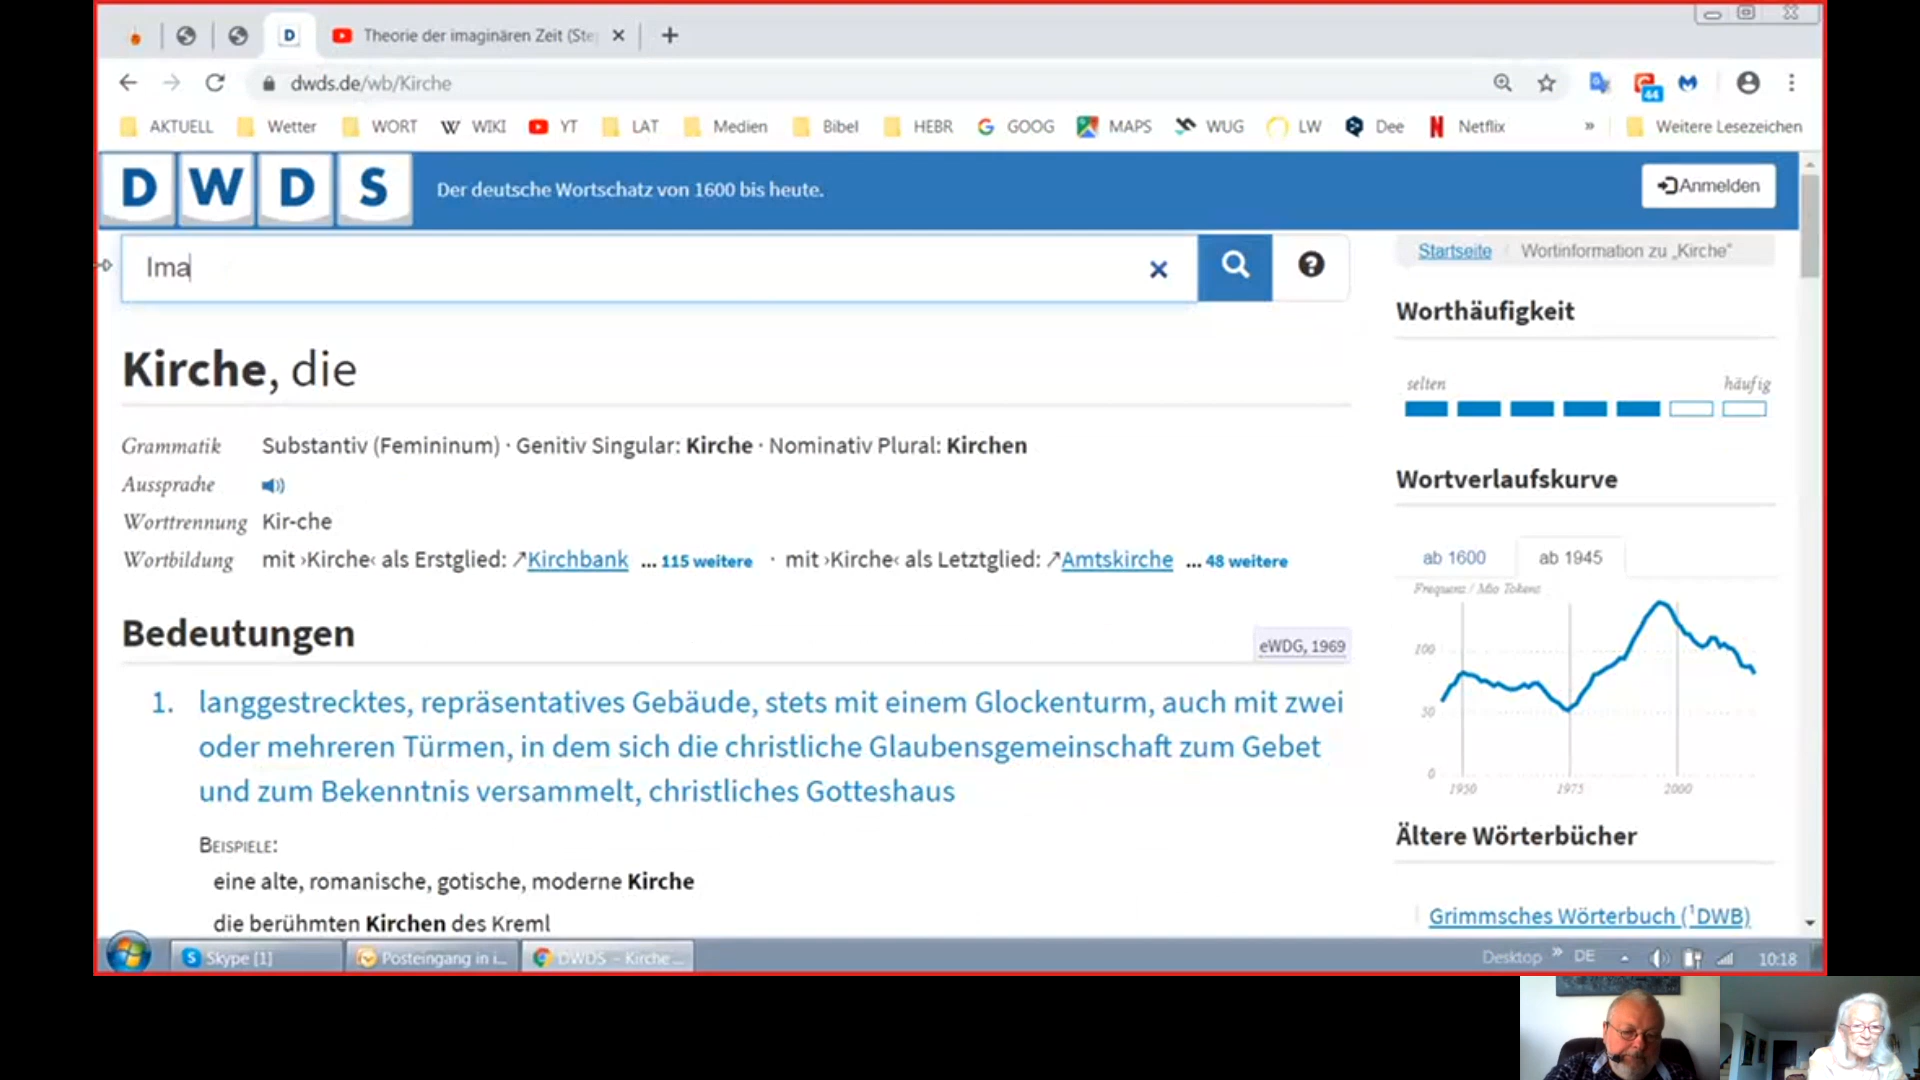 Theorie der imaginären Zeit (Ste
dwds.de/wb/Kirche
44
AKTUELL Wetter WORT WIKI YT LAT Medien Bibel HEBR GOOG MAPS WUG LW Dee Netflix » Weitere Lesezeichen
D W D S Der deutsche Wortschatz von 1600 bis heute. Anmelden
Ima
Startseite / Wortinformation zu „Kirche“
Kirche, die
Grammatik Substantiv (Femininum) · Genitiv Singular: Kirche · Nominativ Plural: Kirchen
Aussprache
Worttrennung Kir-che
Wortbildung mit ›Kirche‹ als Erstglied: ↗Kirchbank ... 115 weitere · mit ›Kirche‹ als Letztglied: ↗Amtskirche ... 48 weitere
Bedeutungen
eWDG, 1969
1. langgestrecktes, repräsentatives Gebäude, stets mit einem Glockenturm, auch mit zwei
oder mehreren Türmen, in dem sich die christliche Glaubensgemeinschaft zum Gebet
und zum Bekenntnis versammelt, christliches Gotteshaus
BEISPIELE:
eine alte, romanische, gotische, moderne Kirche
die berühmten Kirchen des Kreml
Worthäufigkeit
selten häufig
Wortverlaufskurve
ab 1600 ab 1945
Frequenz / Mio Tokens
100
50
0
1950 1975 2000
Ältere Wörterbücher
Grimmsches Wörterbuch (¹DWB)
Skype [1] Posteingang in i... DWDS – Kirche ... Desktop » DE 10:18